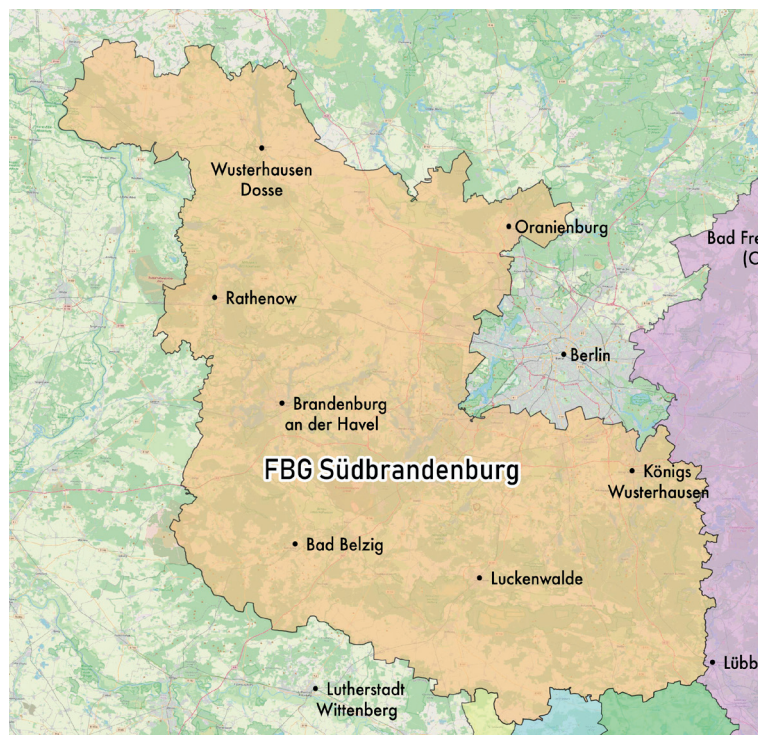 Wusterhausen
Dosse
Oranienburg
Bad Fre
(O
Rathenow
Berlin
Brandenburg
an der Havel
FBG Südbrandenburg
Königs
Wusterhausen
Bad Belzig
Luckenwalde
Lübb
Lutherstadt
Wittenberg